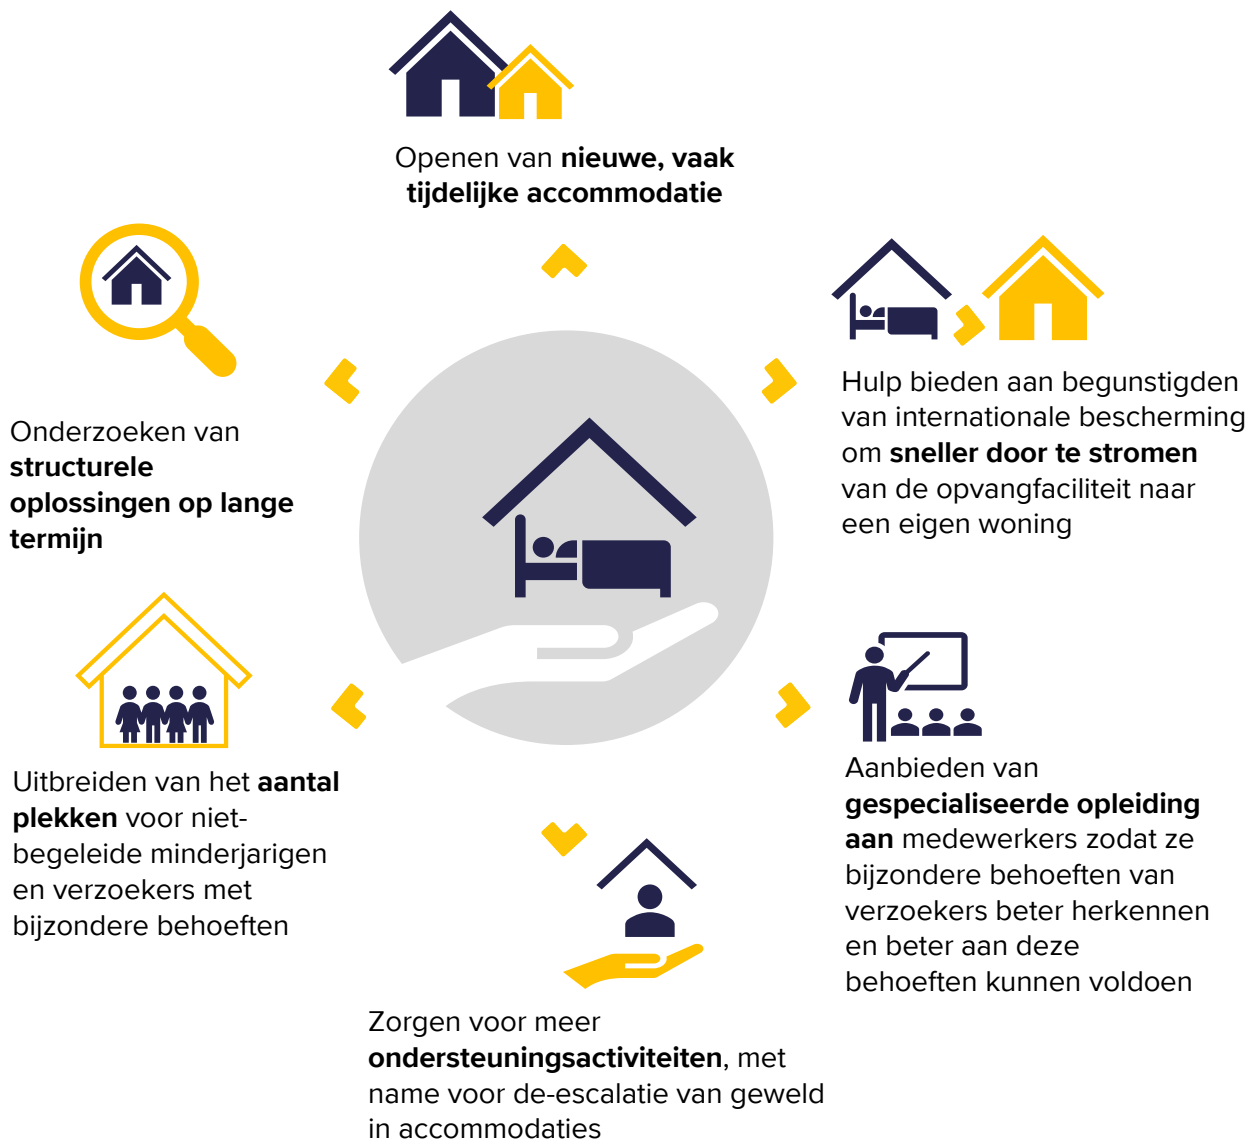 Openen van nieuwe, vaak
tijdelijke accommodatie
Hulp bieden aan begunstigden
van internationale bescherming
om sneller door te stromen
van de opvangfaciliteit naar
een eigen woning
Onderzoeken van
structurele
oplossingen op lange
termijn
Aanbieden van
gespecialiseerde opleiding
aan medewerkers zodat ze
bijzondere behoeften van
verzoekers beter herkennen
en beter aan deze
behoeften kunnen voldoen
Uitbreiden van het aantal
plekken voor niet-
begeleide minderjarigen
en verzoekers met
bijzondere behoeften
Zorgen voor meer
ondersteuningsactiviteiten, met
name voor de-escalatie van geweld
in accommodaties